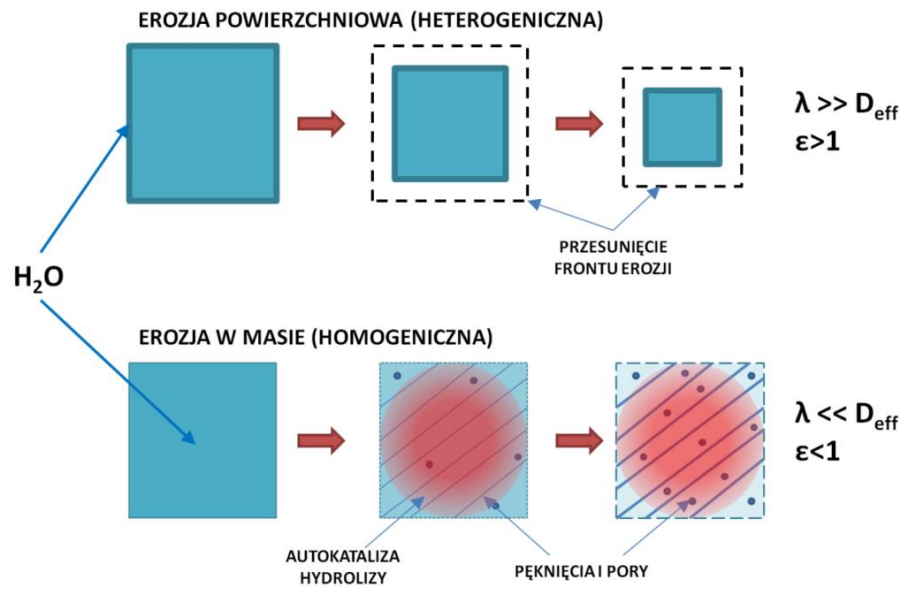 EROZJA POWIERZCHNIOWA (HETEROGENICZNA)
λ >> Deff
ε>1
PRZESUNIĘCIE
FRONTU EROZJI
H₂O
EROZJA W MASIE (HOMOGENICZNA)
λ << Deff
ε<1
AUTOKATALIZA
HYDROLIZY
PĘKNIĘCIA I PORY